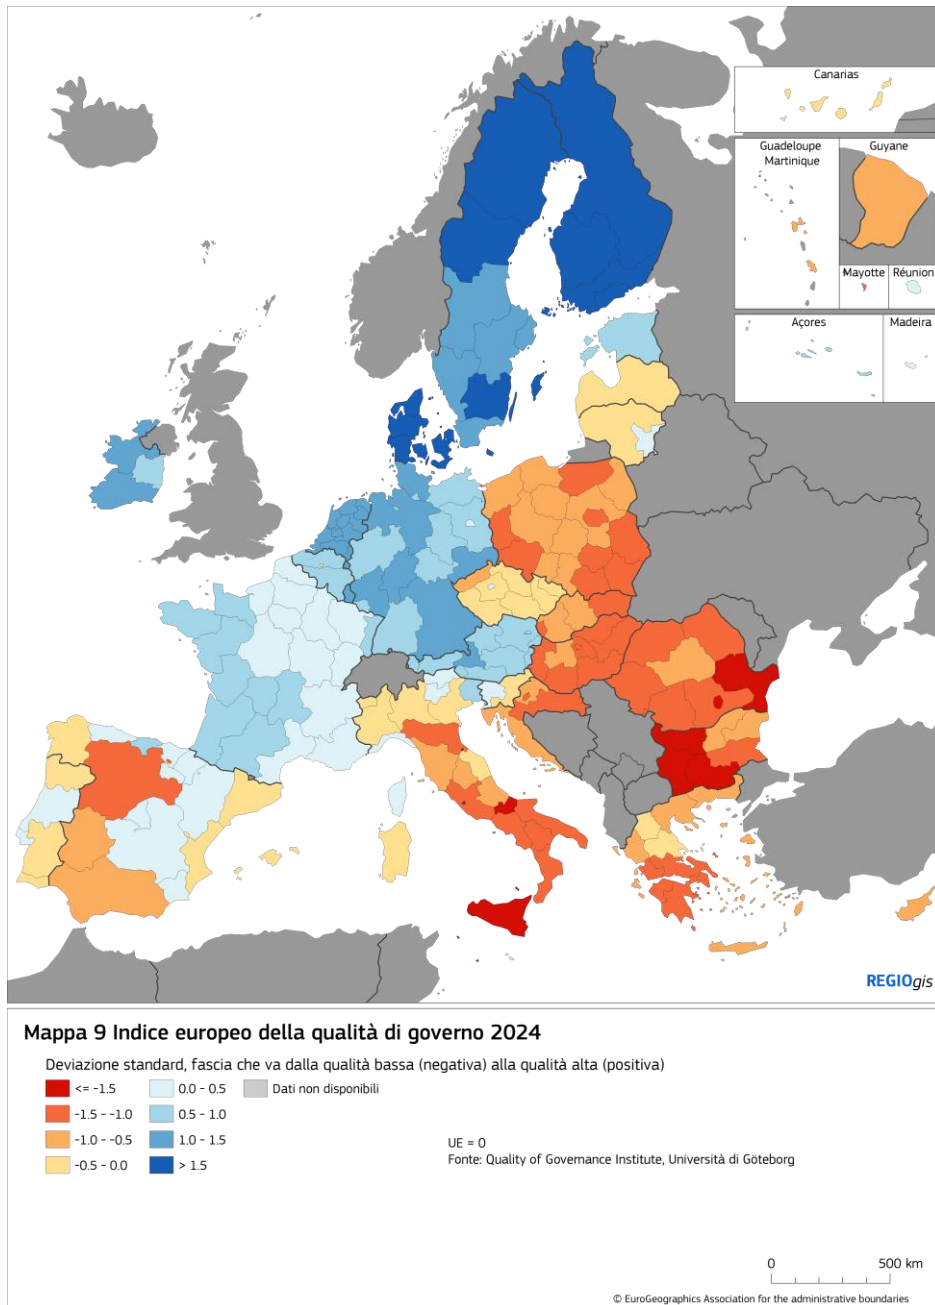 Canarias
Guadeloupe
Martinique
Guyane
Mayotte
Réunion
Açores
Madeira
REGIOgis
Mappa 9 Indice europeo della qualità di governo 2024
Deviazione standard, fascia che va dalla qualità bassa (negativa) alla qualità alta (positiva)
<= -1.5
0.0 - 0.5
Dati non disponibili
-1.5 - -1.0
0.5 - 1.0
-1.0 - -0.5
1.0 - 1.5
-0.5 - 0.0
> 1.5
UE = 0
Fonte: Quality of Governance Institute, Università di Göteborg
0
500 km
© EuroGeographics Association for the administrative boundaries